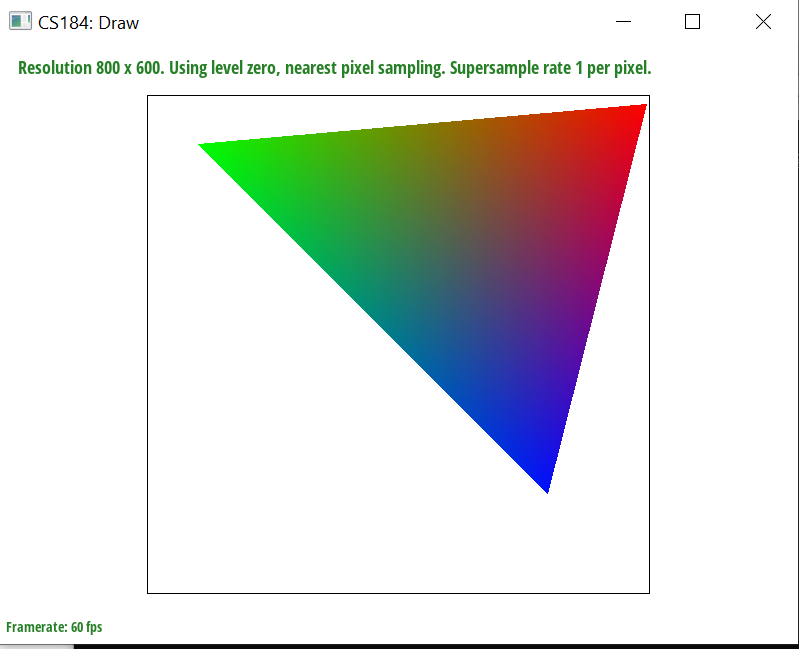 CS184: Draw
Resolution 800 x 600. Using level zero, nearest pixel sampling. Supersample rate 1 per pixel.
Framerate: 60 fps